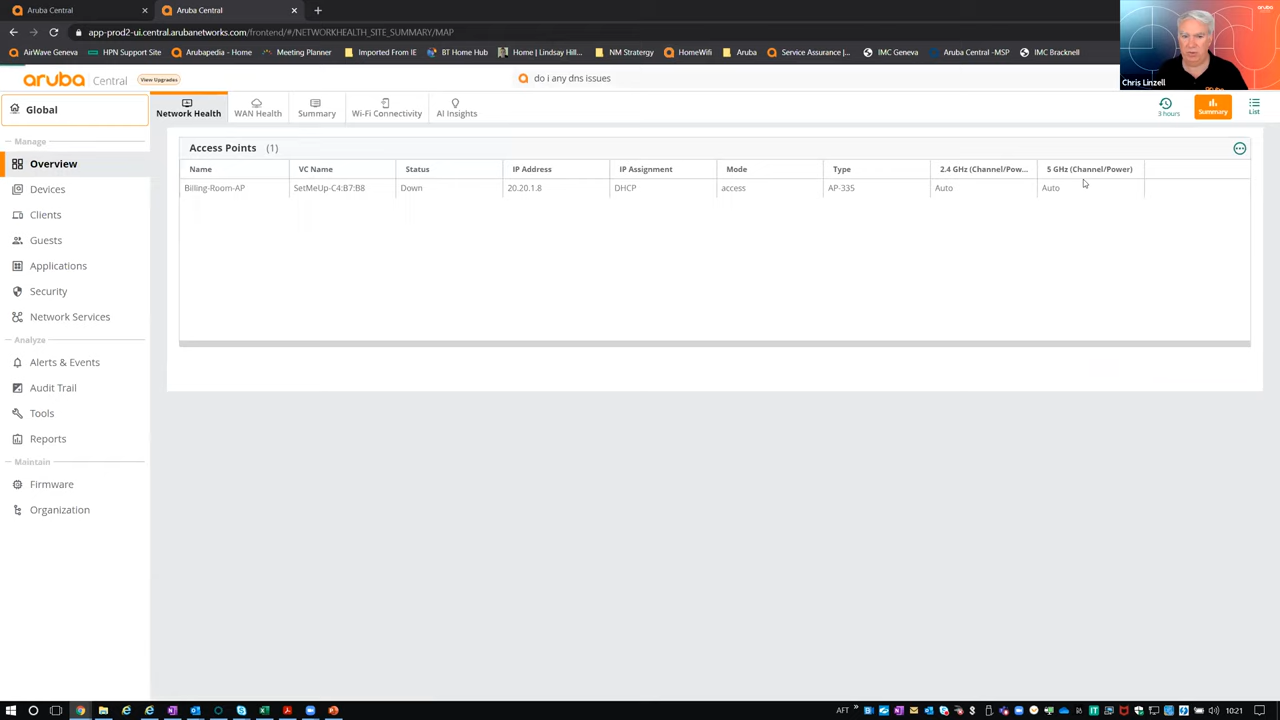 Aruba Central
Aruba Central
app-prod2-ui.central.arubanetworks.com/frontend/#/NETWORKHEALTH_SITE_SUMMARY/MAP
AirWave Geneva
HPN Support Site
Arubapedia - Home
Meeting Planner
Imported From IE
BT Home Hub
Home | Lindsay Hill...
NM Stratergy
HomeWifi
Aruba
Service Assurance |...
IMC Geneva
Aruba Central -MSP
IMC Bracknell
aruba
Chris Linzell
aruba Central
View Upgrades
do i any dns issues
Global
Network Health
WAN Health
Summary
Wi-Fi Connectivity
AI Insights
3 hours
Summary
List
Manage
Overview
Devices
Clients
Guests
Applications
Security
Network Services
Analyze
Alerts & Events
Audit Trail
Tools
Reports
Maintain
Firmware
Organization
Access Points (1)
Name VC Name Status IP Address IP Assignment Mode Type 2.4 GHz (Channel/Pow... 5 GHz (Channel/Power)
Billing-Room-AP SetMeUp-C4:B7:B8 Down 20.20.1.8 DHCP access AP-335 Auto Auto
AFT
10:21